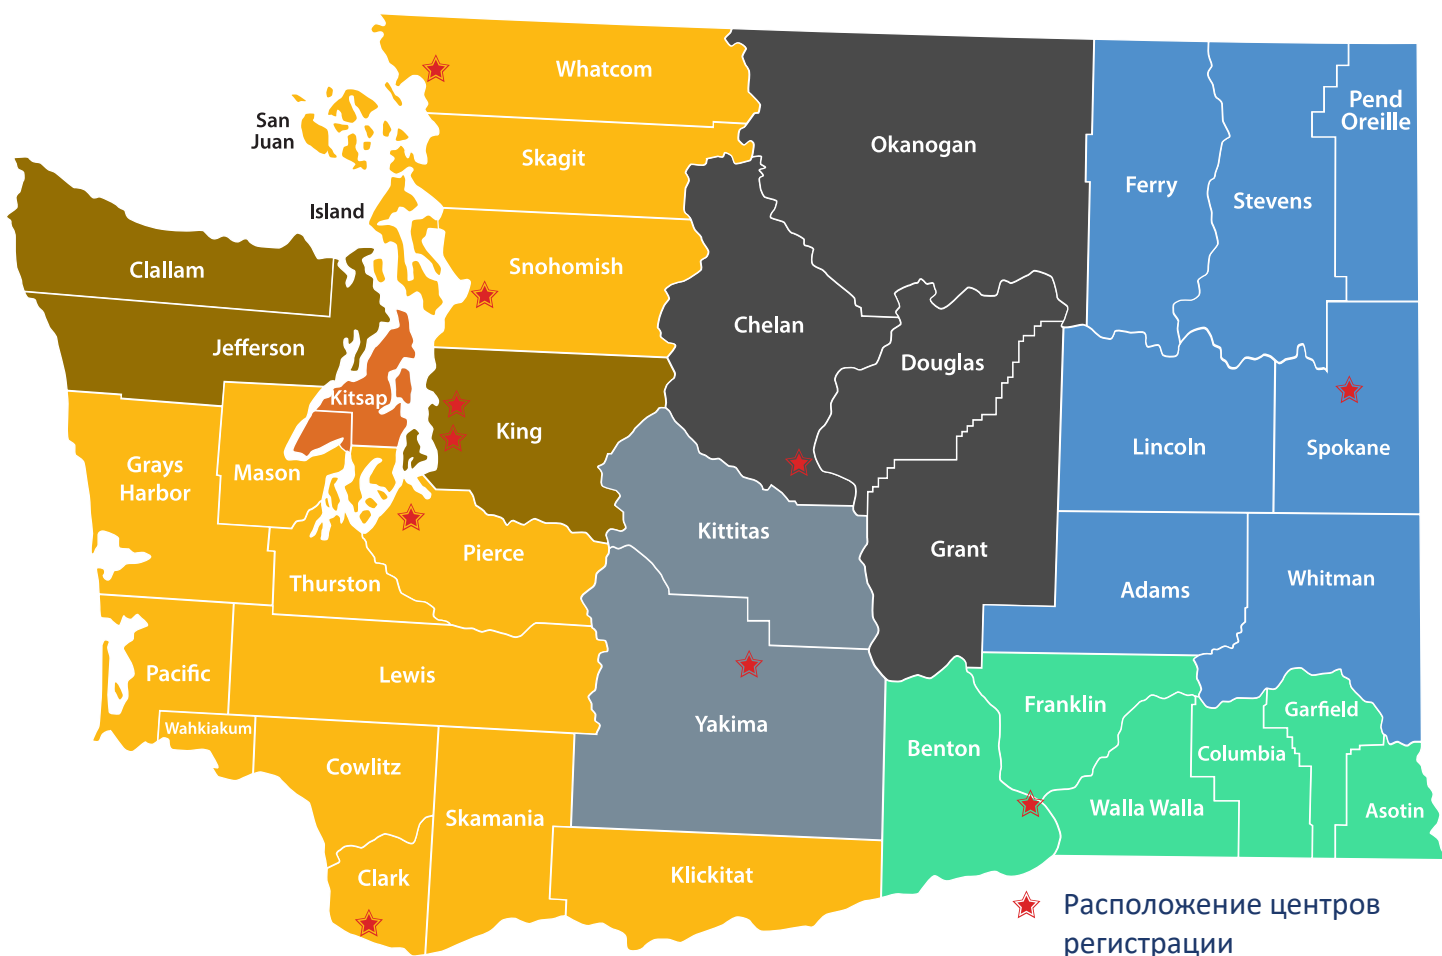 Whatcom
San
Juan
Skagit
Okanogan
Pend
Oreille
Ferry
Stevens
Island
Clallam
Snohomish
Chelan
Jefferson
Douglas
Kitsap
King
Lincoln
Spokane
Grays
Harbor
Mason
Kittitas
Grant
Pierce
Thurston
Adams
Whitman
Pacific
Lewis
Yakima
Franklin
Garfield
Wahkiakum
Benton
Columbia
Cowlitz
Skamania
Walla Walla
Asotin
Clark
Klickitat
Расположение центров
регистрации